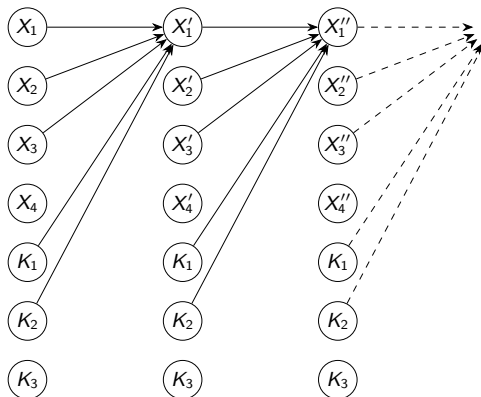 X₁ X₁′ X₁″
X₂ X₂′ X₂″
X₃ X₃′ X₃″
X₄ X₄′ X₄″
K₁ K₁ K₁
K₂ K₂ K₂
K₃ K₃ K₃